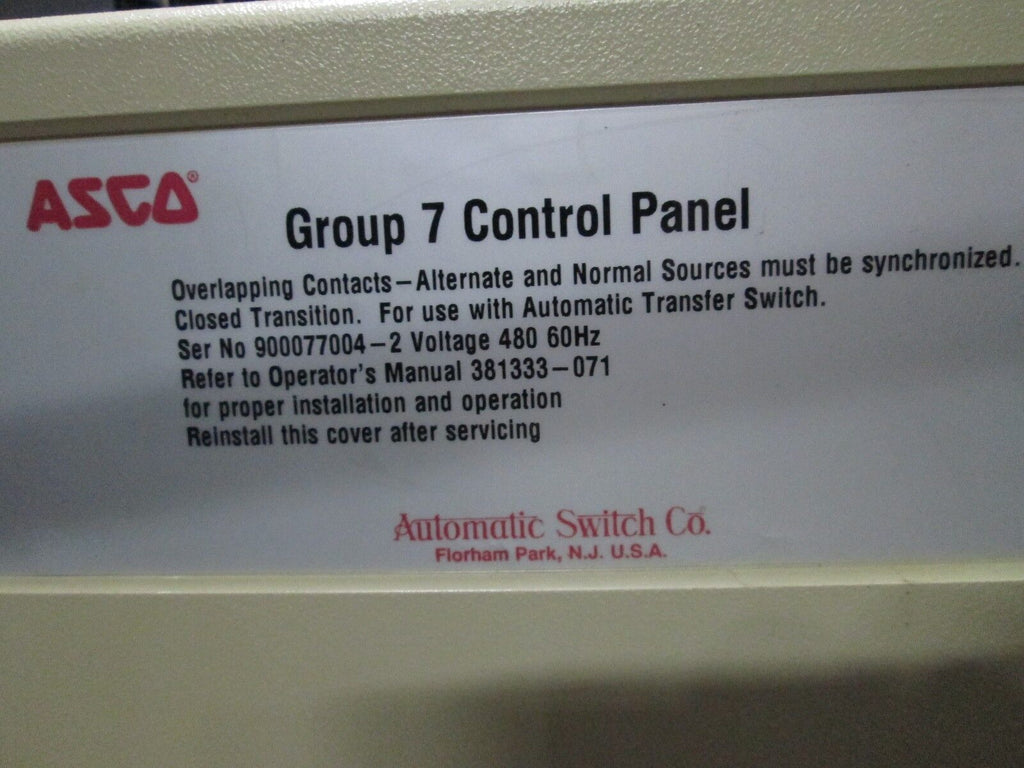 ASCO®
Group 7 Control Panel
Overlapping Contacts–Alternate and Normal Sources must be synchronized.
Closed Transition. For use with Automatic Transfer Switch.
Ser No 900077004–2 Voltage 480 60Hz
Refer to Operator's Manual 381333–071
for proper installation and operation
Reinstall this cover after servicing
Automatic Switch Co.
Florham Park, N.J. U.S.A.